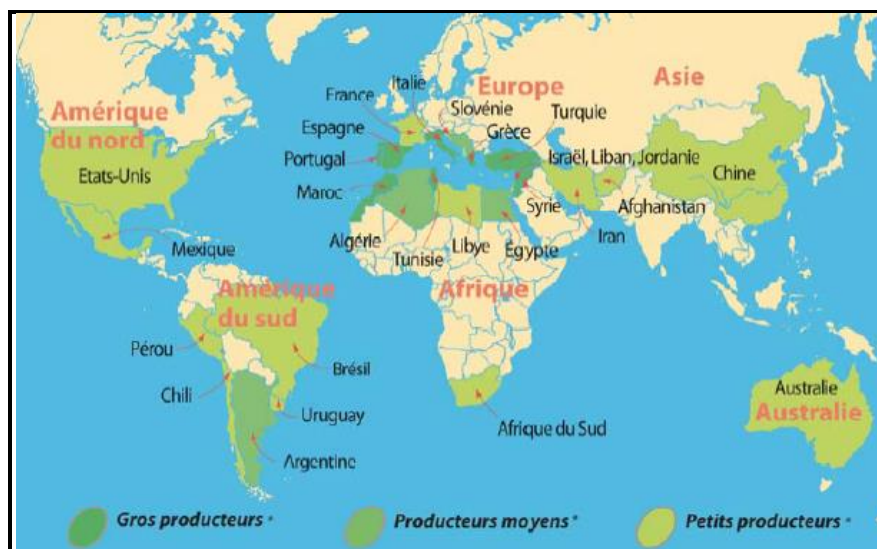 Italie
Europe
Asie
France
Slovénie
Amérique
du nord
Espagne
Grèce
Turquie
Portugal
Israël, Liban, Jordanie
Etats-Unis
Chine
Maroc
Syrie
Afghanistan
Algérie
Libye
Égypte
Iran
Mexique
Tunisie
Amérique
du sud
Afrique
Pérou
Brésil
Chili
Australie
Australie
Uruguay
Afrique du Sud
Argentine
Gros producteurs *
Producteurs moyens *
Petits producteurs *